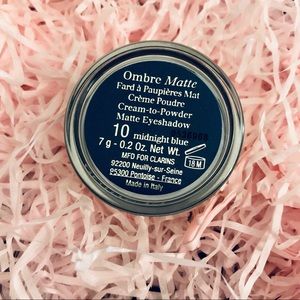 Ombre Matte
Fard à Paupières Mat
Crème Poudre
Cream-to-Powder
Matte Eyeshadow
10 midnight blue
7 g - 0.2 Oz. Net Wt.
MFD FOR CLARINS
92200 Neuilly-sur-Seine
95300 Pontoise - France
Made in Italy
18 M